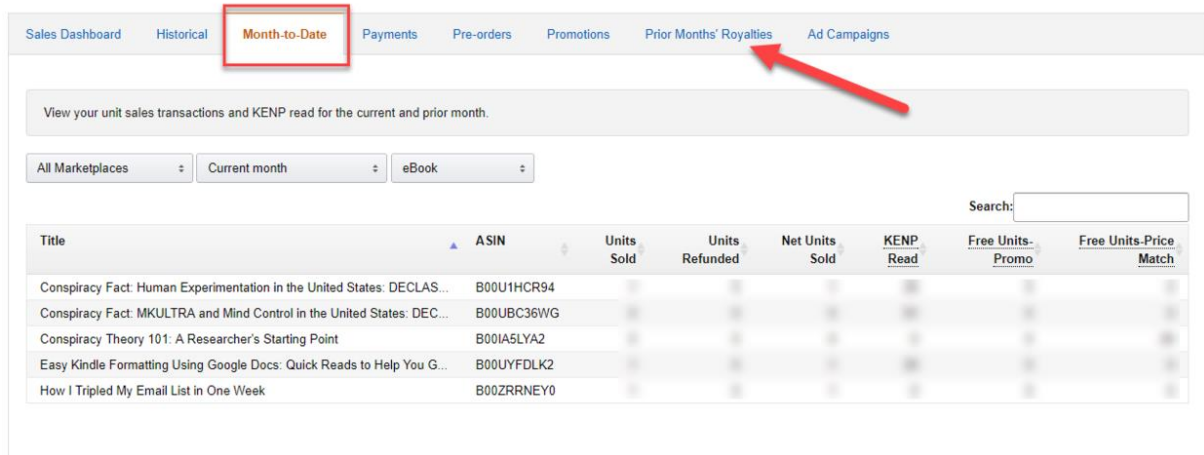 Sales Dashboard Historical Month-to-Date Payments Pre-orders Promotions Prior Months' Royalties Ad Campaigns
View your unit sales transactions and KENP read for the current and prior month.
All Marketplaces Current month eBook
Search:
Title ASIN Units Sold Units Refunded Net Units Sold KENP Read Free Units-Promo Free Units-Price Match
Conspiracy Fact: Human Experimentation in the United States: DECLAS... B00U1HCR94
Conspiracy Fact: MKULTRA and Mind Control in the United States: DEC... B00UBC36WG
Conspiracy Theory 101: A Researcher's Starting Point B00IA5LYA2
Easy Kindle Formatting Using Google Docs: Quick Reads to Help You G... B00UYFDLK2
How I Tripled My Email List in One Week B00ZRRNEY0